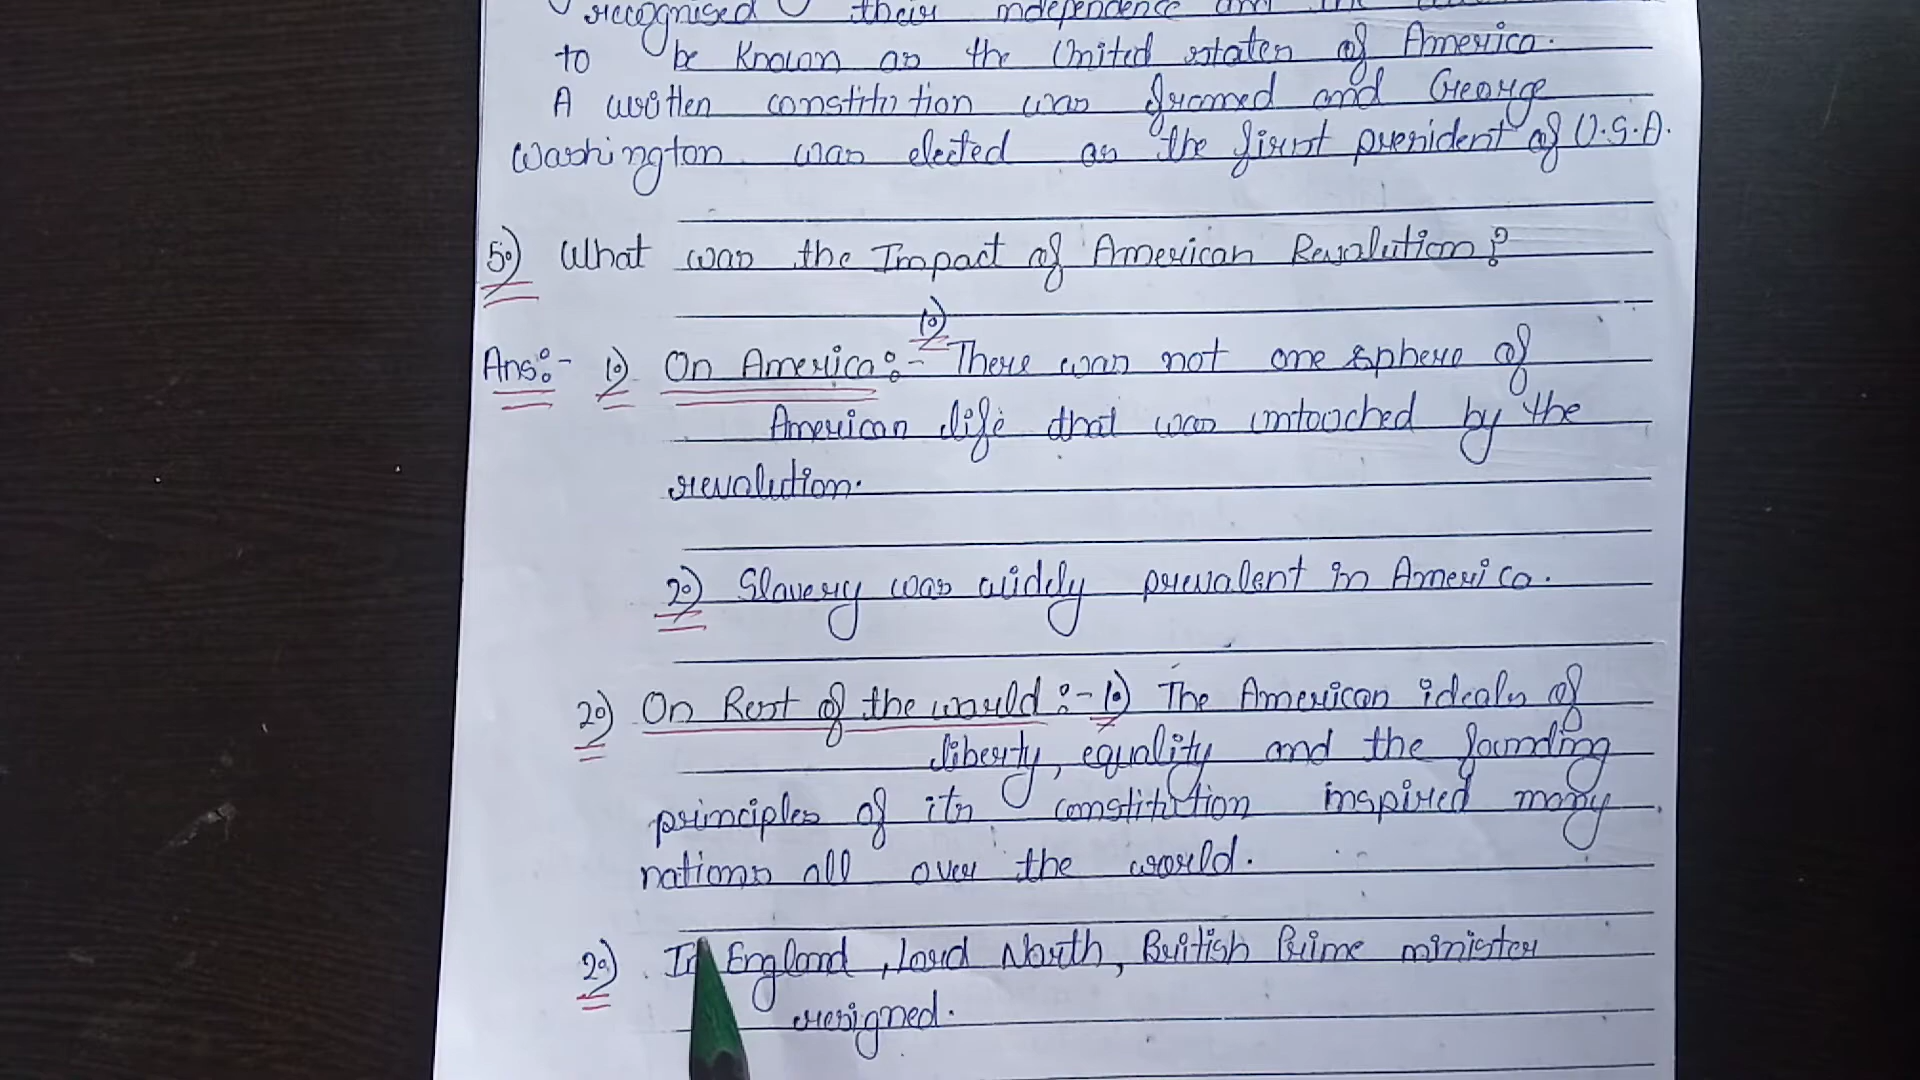 recognised their independence
to be known as the United states of America.
A written constitution was framed and George
Washington was elected as the first president of U.S.A.
5) What was the Impact of American Revolution?
Ans:- 1) On America:- 1) There was not one sphere of
American life that was untouched by the
revolution.
2) Slavery was widely prevalent in America.
2) On Rest of the world :- 1) The American ideals of
liberty, equality and the founding
principles of its constitution inspired many
nations all over the world.
2) In England, Lord North, British Prime minister
resigned.